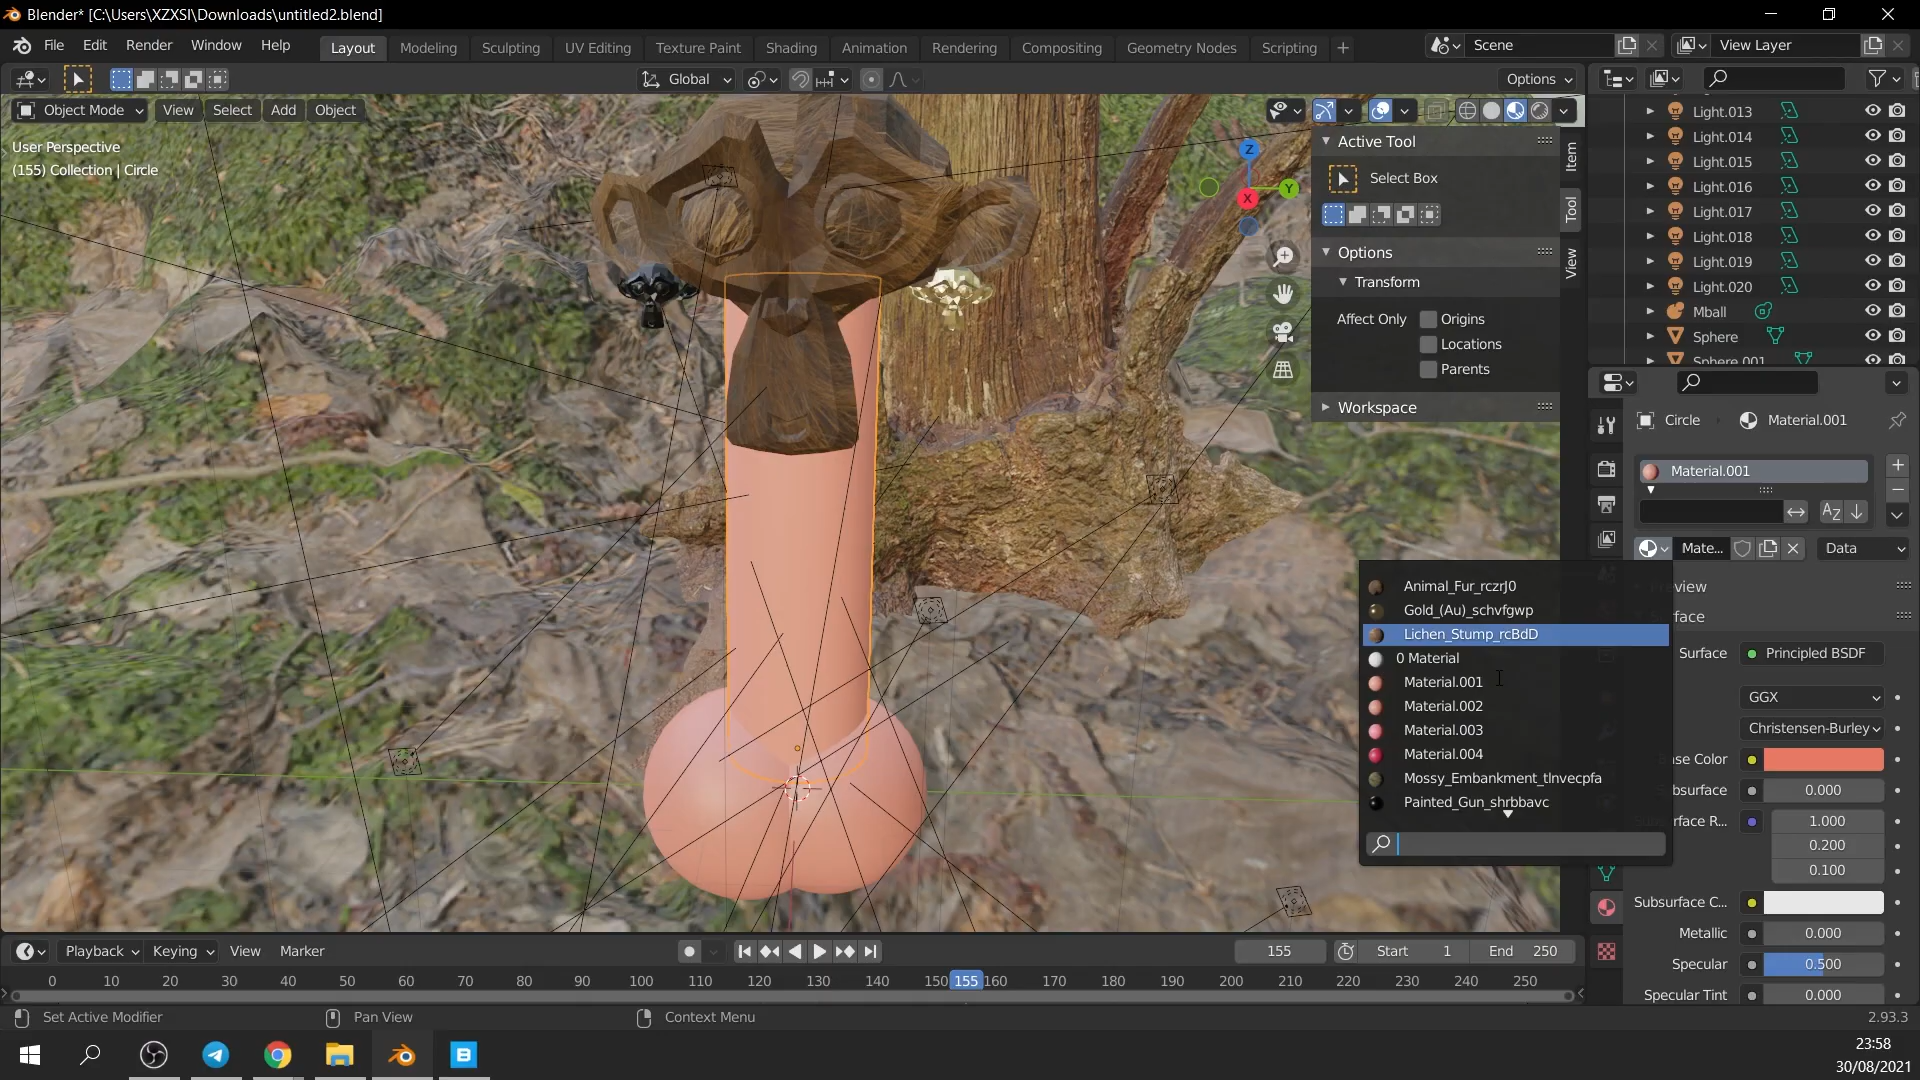 Blender* [C:\Users\XZXSI\Downloads\untitled2.blend]
File Edit Render Window Help
Layout Modeling Sculpting UV Editing Texture Paint Shading Animation Rendering Compositing Geometry Nodes Scripting +
Scene
View Layer
Global
Options
Object Mode View Select Add Object
User Perspective
(155) Collection | Circle
Z
Y
X
Active Tool
Select Box
Options
Transform
Affect Only Origins
Locations
Parents
Workspace
Item
Tool
View
Light.013
Light.014
Light.015
Light.016
Light.017
Light.018
Light.019
Light.020
Mball
Sphere
Sphere.001
Circle Material.001
Material.001
Mate... Data
Preview
Surface Principled BSDF
GGX
Christensen-Burley
Subsurface C...
0.000
1.000
0.200
0.100
Metallic 0.000
Specular 0.500
Specular Tint 0.000
Animal_Fur_rczrJ0
Gold_(Au)_schvfgwp
Lichen_Stump_rcBdD
0 Material
Material.001
Material.002
Material.003
Material.004
Mossy_Embankment_tlnvecpfa
Painted_Gun_shrbbavc
Playback Keying View Marker
155 Start 1 End 250
0 10 20 30 40 50 60 70 80 90 100 110 120 130 140 150 155 160 170 180 190 200 210 220 230 240 250
Set Active Modifier Pan View Context Menu
2.93.3
23:58
30/08/2021